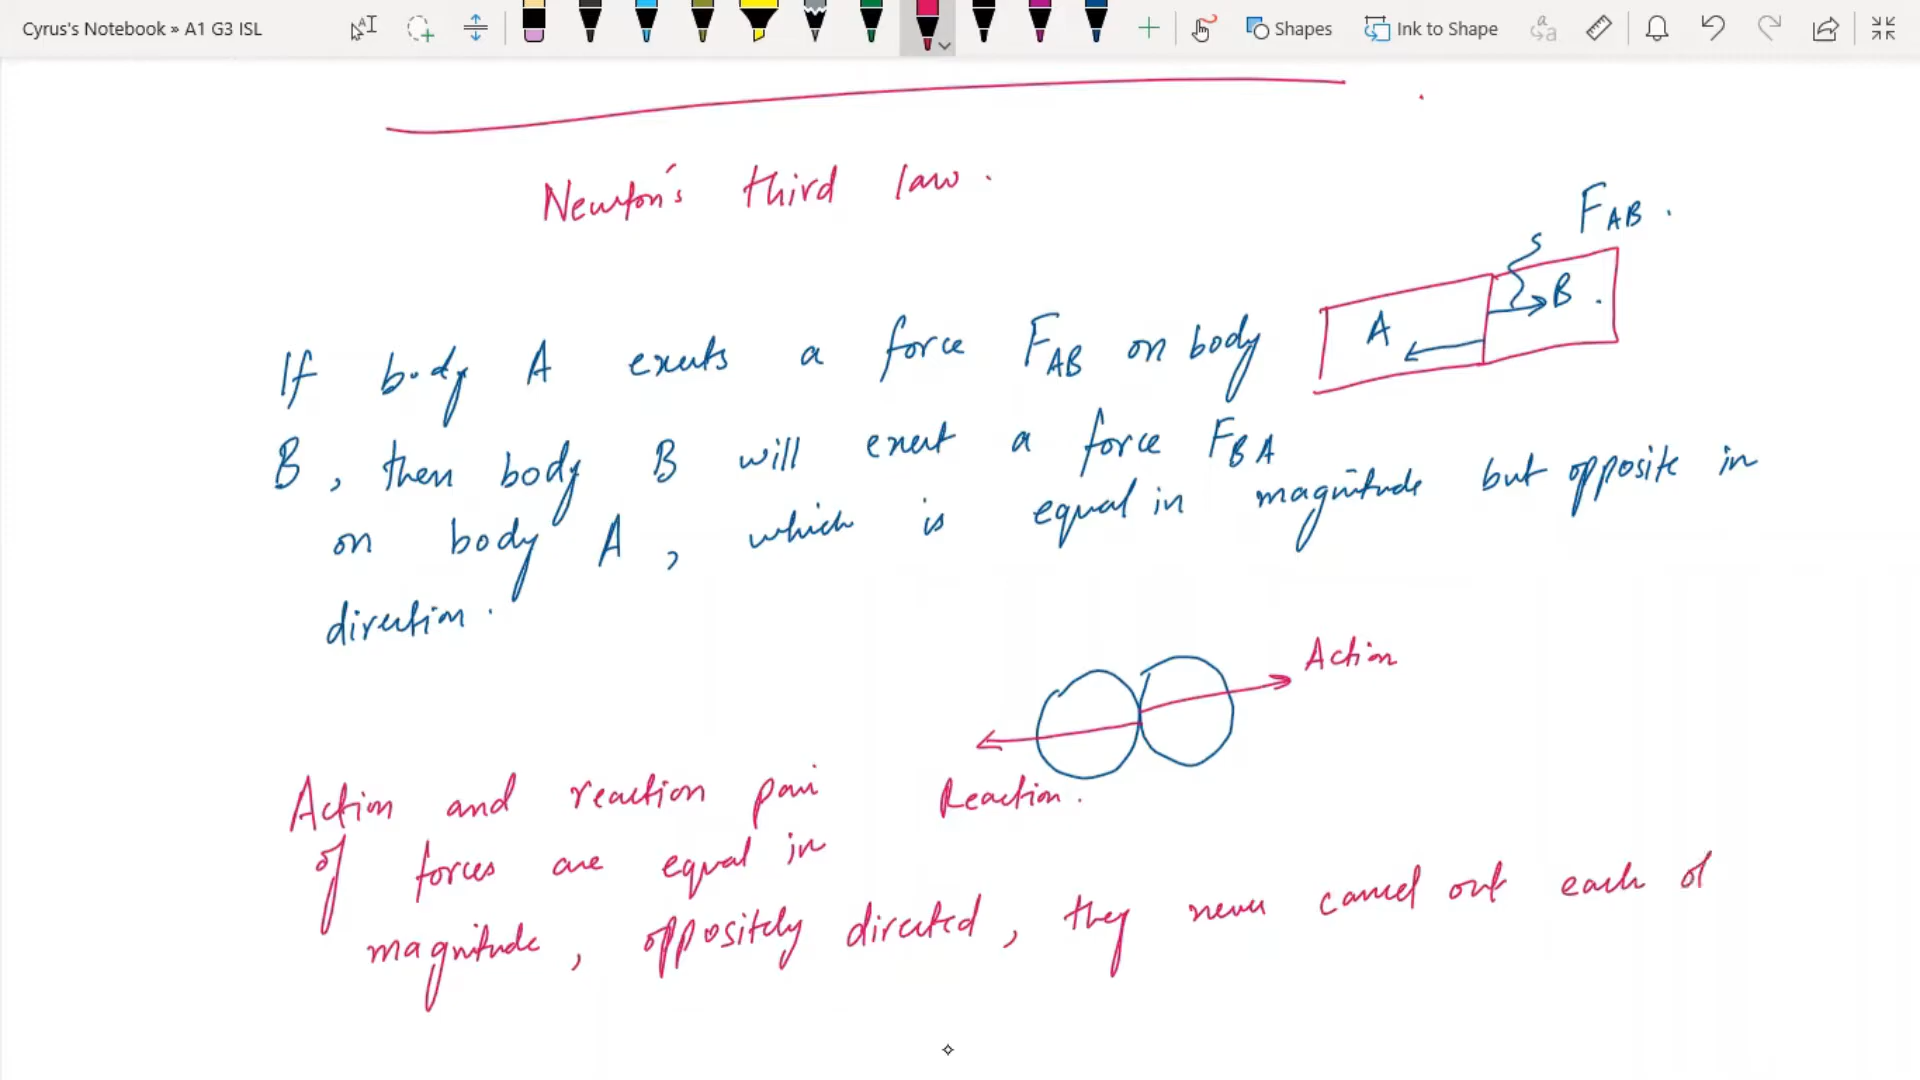 Cyrus's Notebook » A1 G3 ISL
Shapes
Ink to Shape
Newton's third law.
FAB.
A
B.
If body A exerts a force FAB on body
B, then body B will exert a force FBA
on body A, which is equal in magnitude but opposite in
direction.
Action
Reaction.
Action and reaction pair
of forces are equal in
magnitude, oppositely directed, they never cancel out each ot